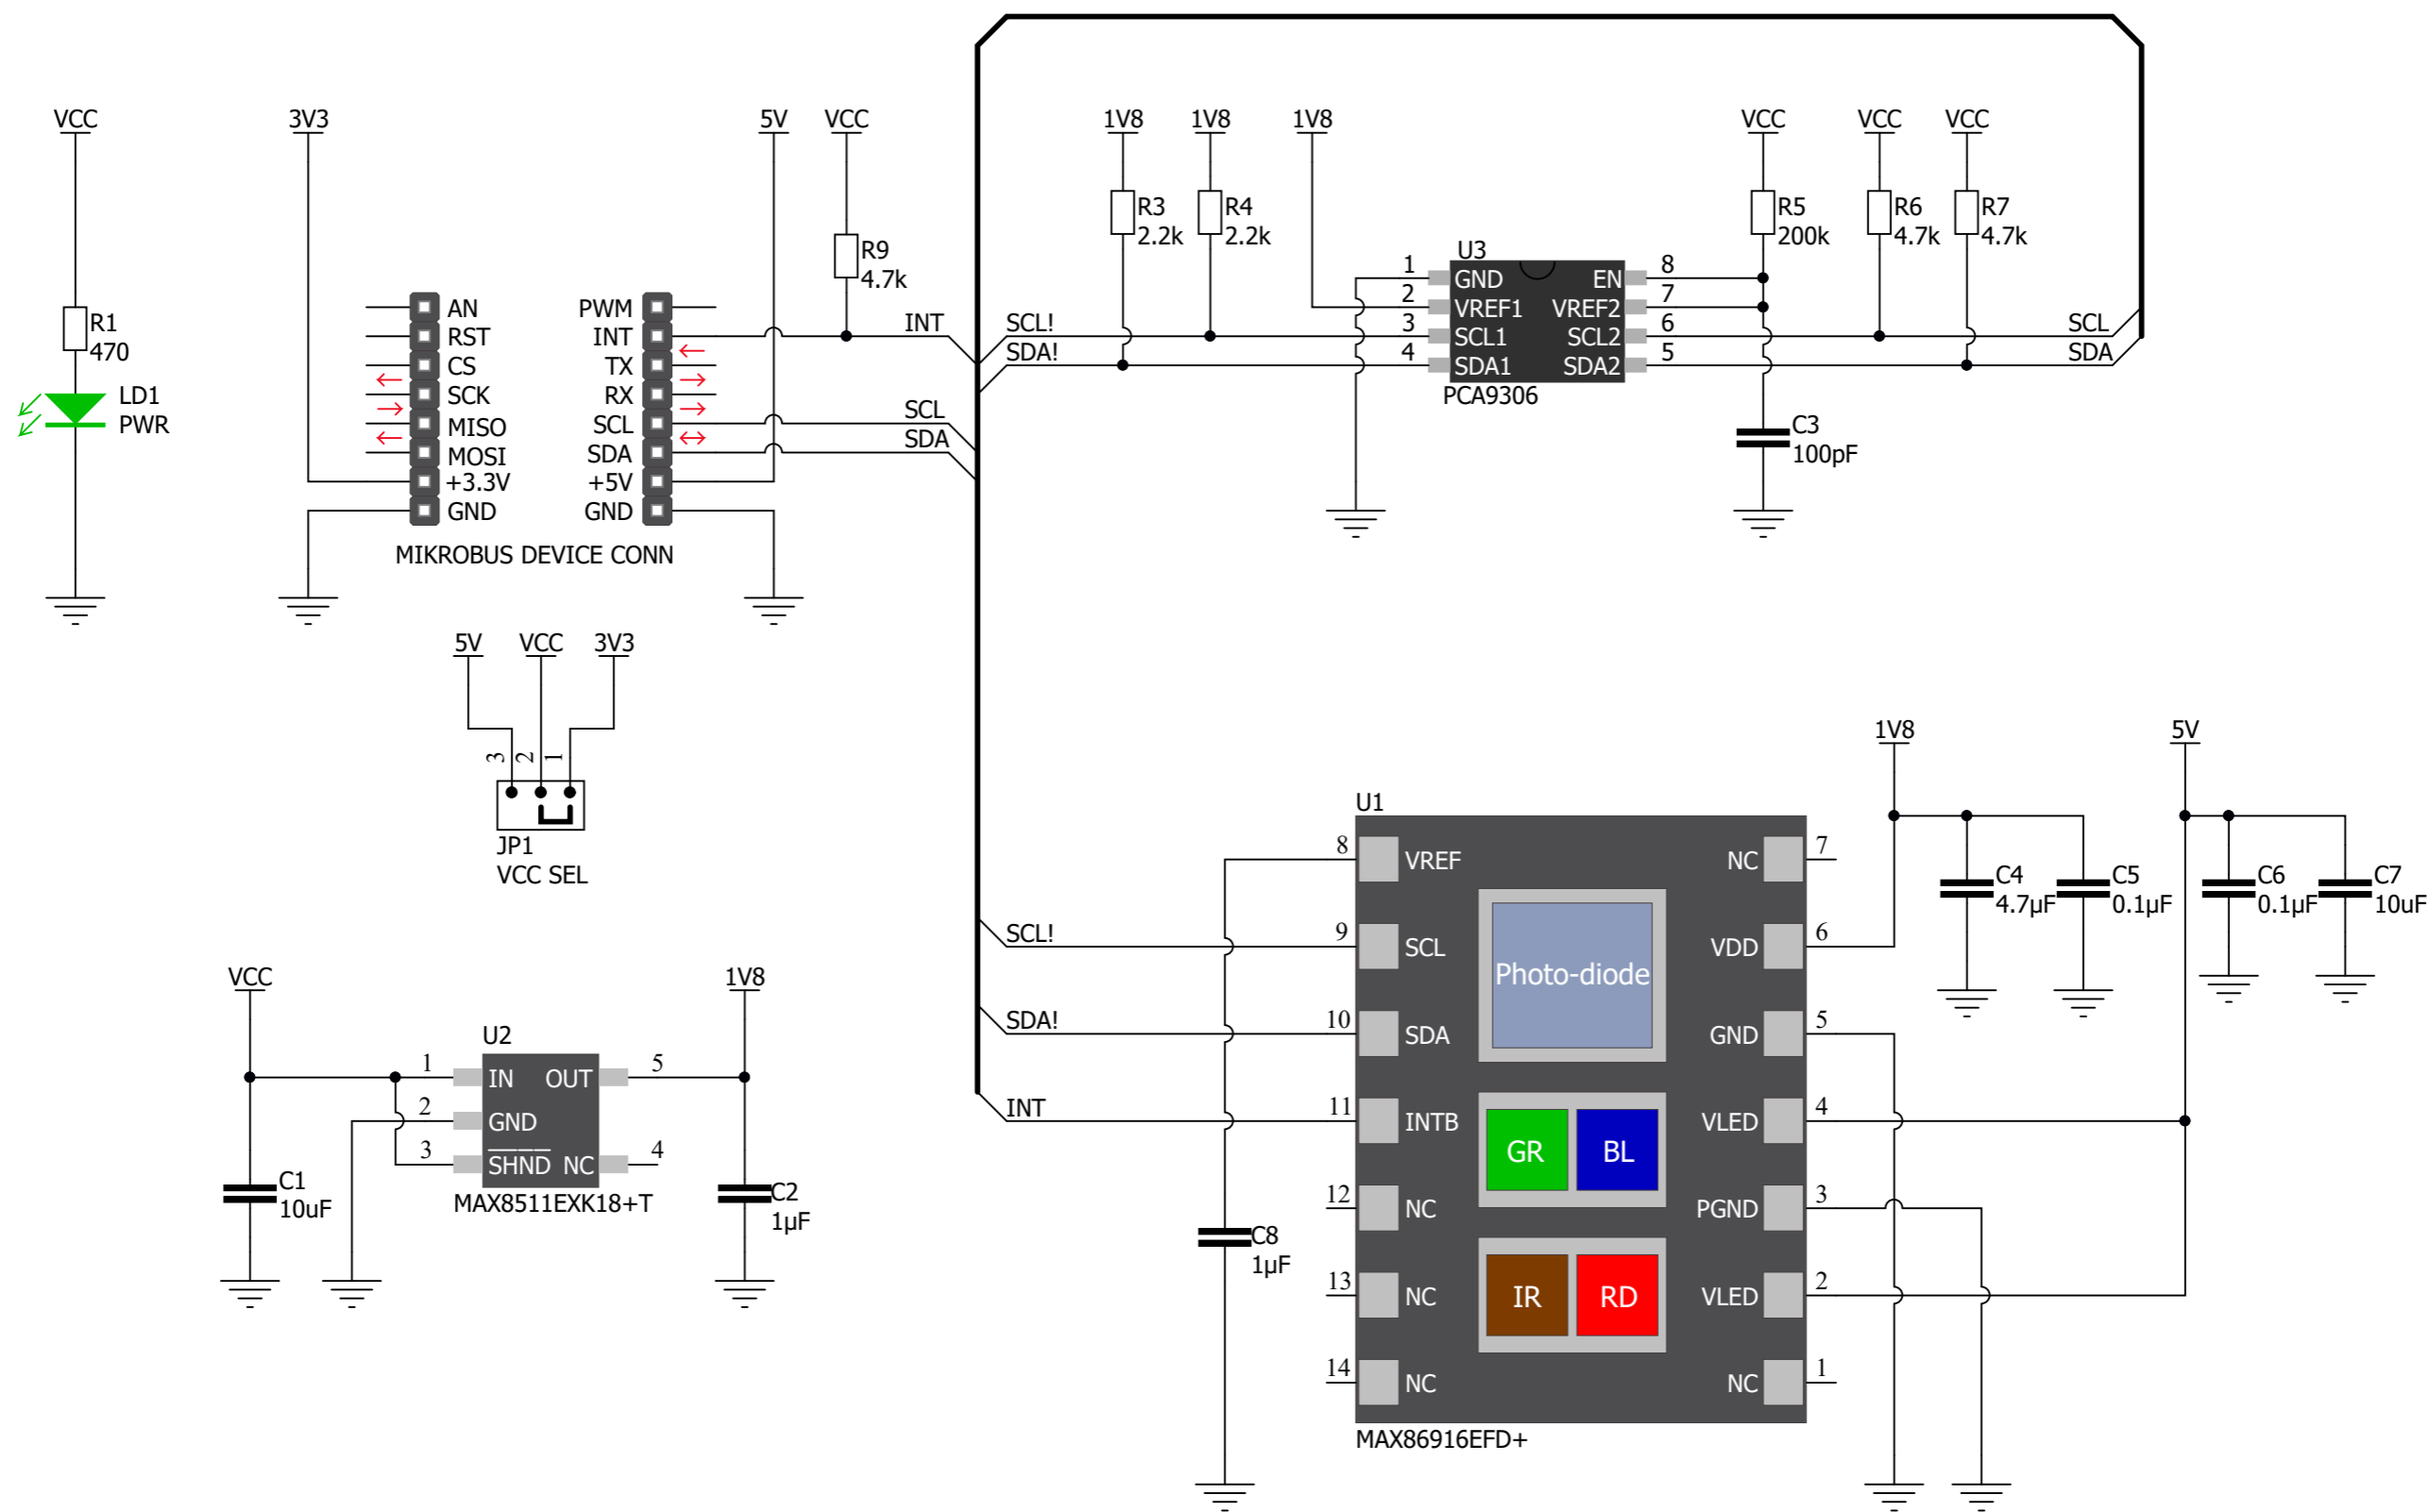 VCC
R1
470
LD1
PWR
3V3
5V
VCC
R9
4.7k
AN
RST
CS
SCK
MISO
MOSI
+3.3V
GND
PWM
INT
TX
RX
SCL
SDA
+5V
GND
MIKROBUS DEVICE CONN
INT
SCL
SDA
1V8
1V8
1V8
R3
2.2k
R4
2.2k
SCL!
SDA!
VCC
VCC
VCC
R5
200k
R6
4.7k
R7
4.7k
U3
1
2
3
4
GND
VREF1
SCL1
SDA1
EN
VREF2
SCL2
SDA2
8
7
6
5
PCA9306
SCL
SDA
C3
100pF
5V
VCC
3V3
3
2
1
JP1
VCC SEL
VCC
1V8
U2
1
2
3
IN
GND
SHND
OUT
NC
5
4
MAX8511EXK18+T
C1
10uF
C2
1µF
SCL!
SDA!
INT
C8
1µF
U1
8
9
10
11
12
13
14
VREF
SCL
SDA
INTB
NC
NC
NC
Photo-diode
GR
BL
IR
RD
NC
VDD
GND
VLED
PGND
VLED
NC
7
6
5
4
3
2
1
MAX86916EFD+
1V8
5V
C4
4.7µF
C5
0.1µF
C6
0.1µF
C7
10uF